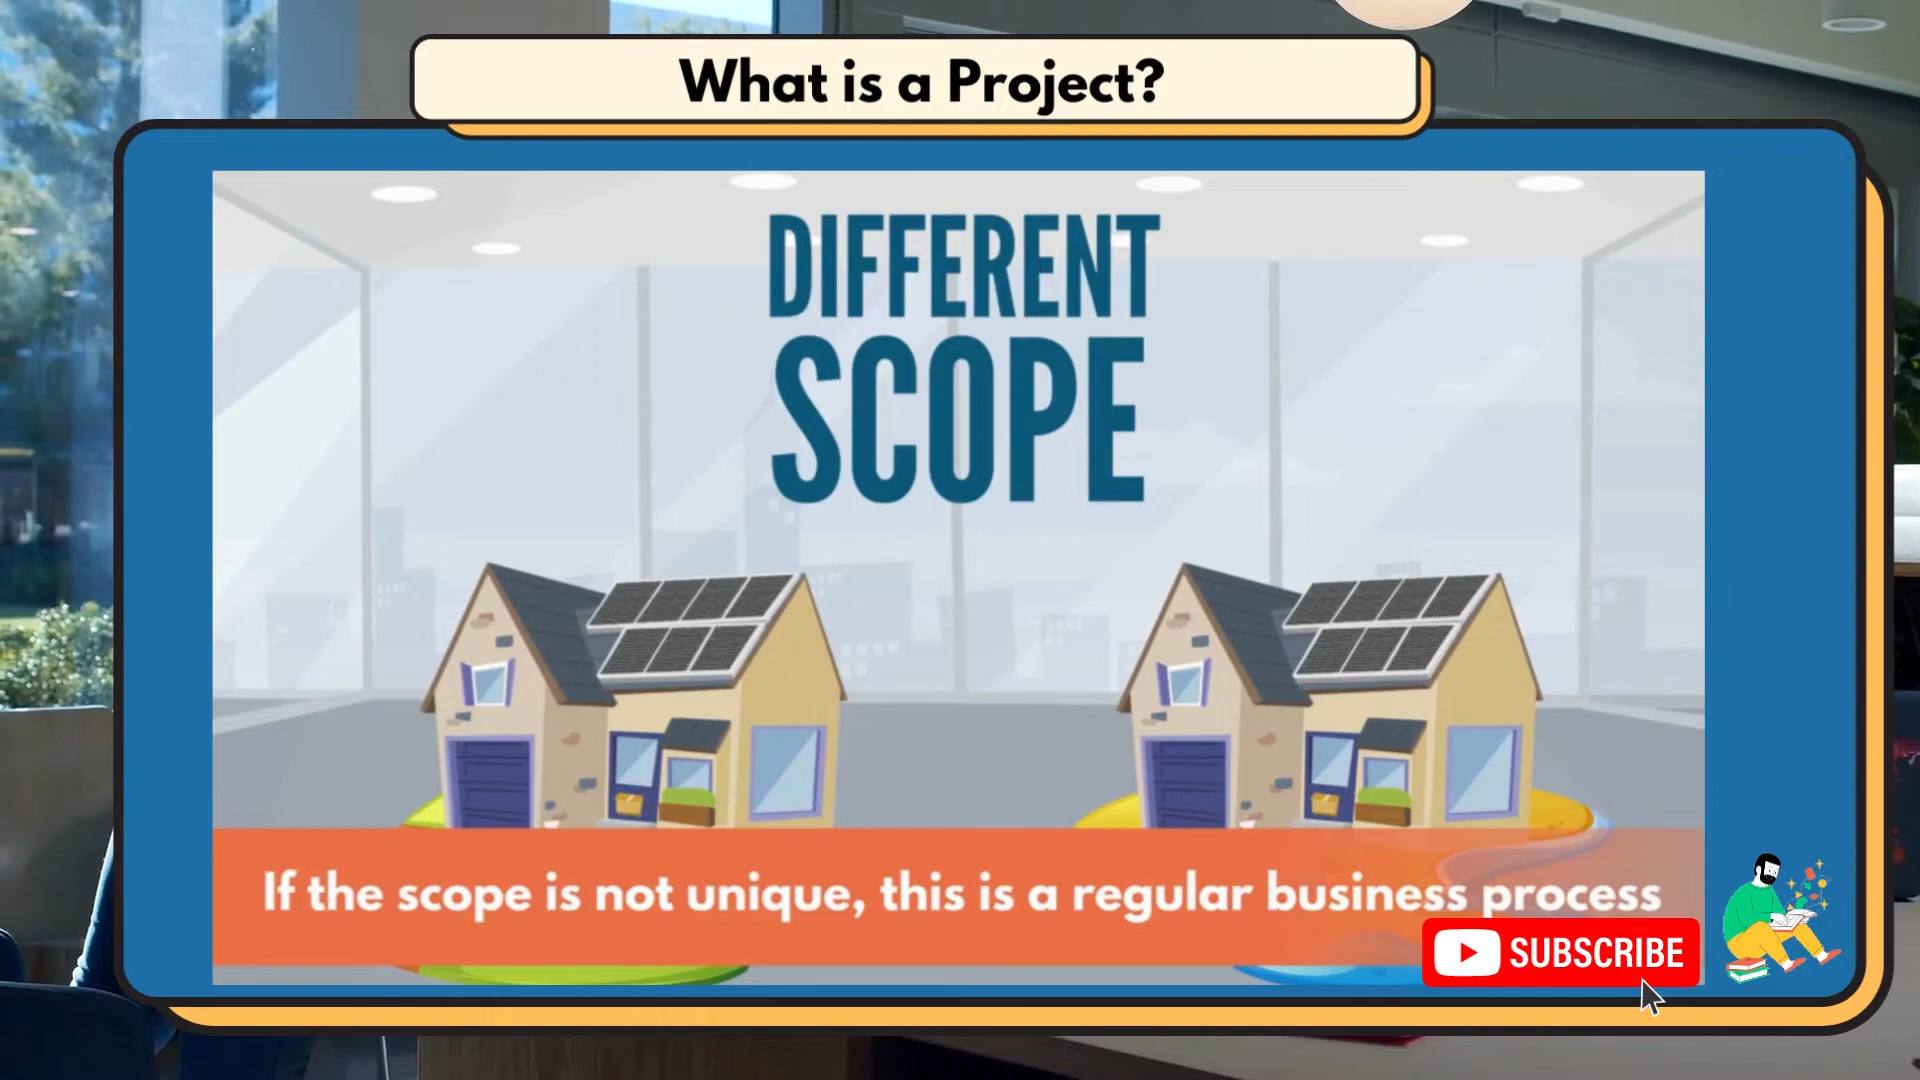 What is a Project?
DIFFERENT
SCOPE
If the scope is not unique, this is a regular business process
SUBSCRIBE